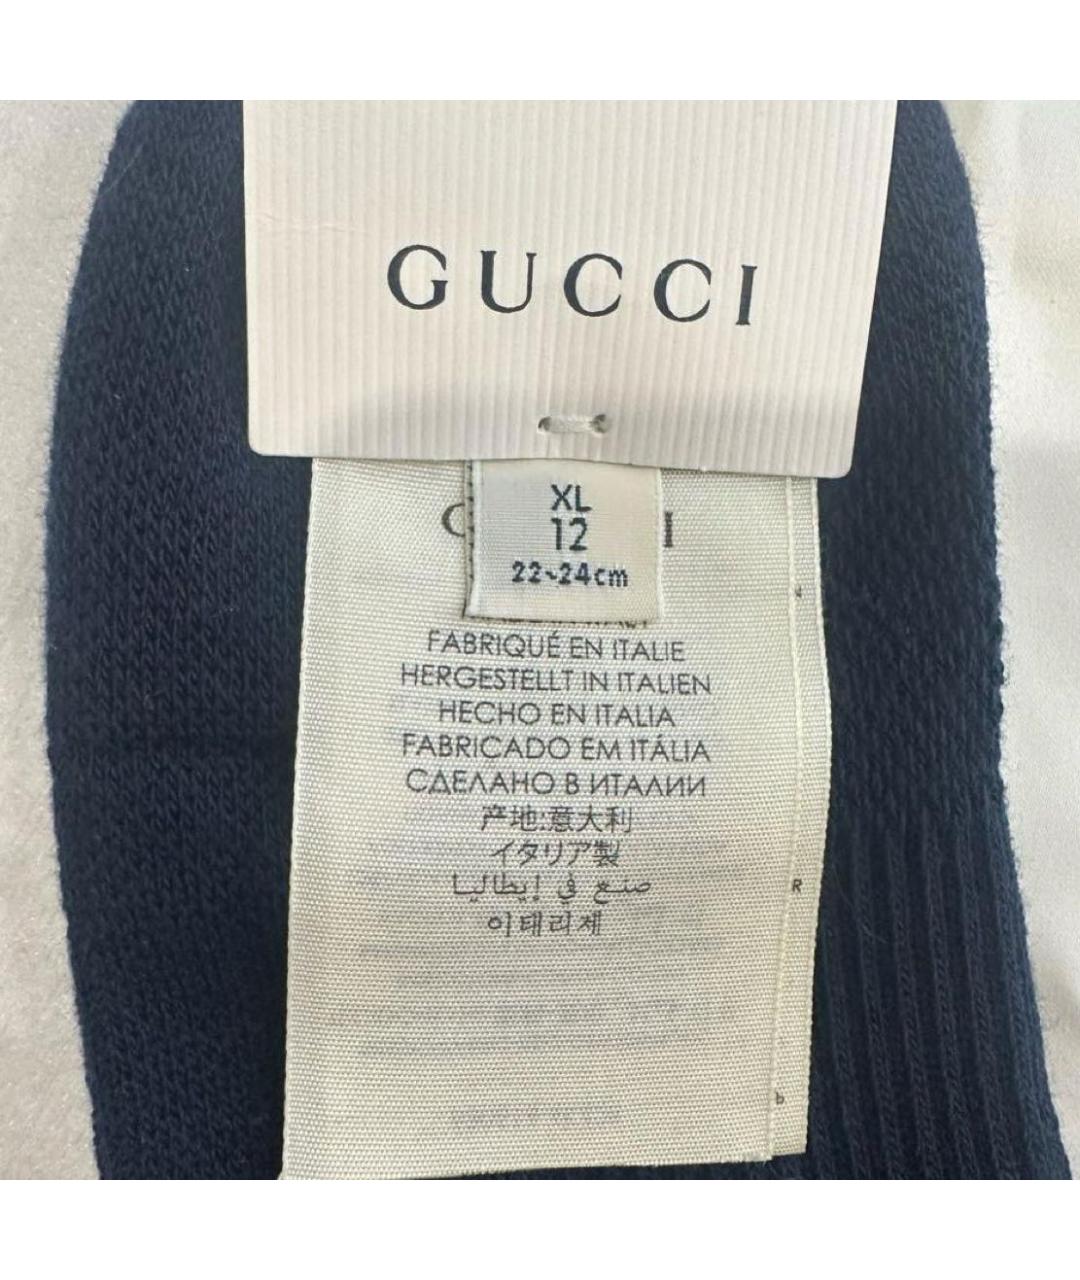 GUCCI
XL
12
22-24cm
FABRIQUÉ EN ITALIE
HERGESTELLT IN ITALIEN
HECHO EN ITALIA
FABRICADO EM ITÁLIA
СДЕЛАНО В ИТАЛИИ
产地:意大利
イタリア製
صنع في إيطاليا
이태리제
R
b